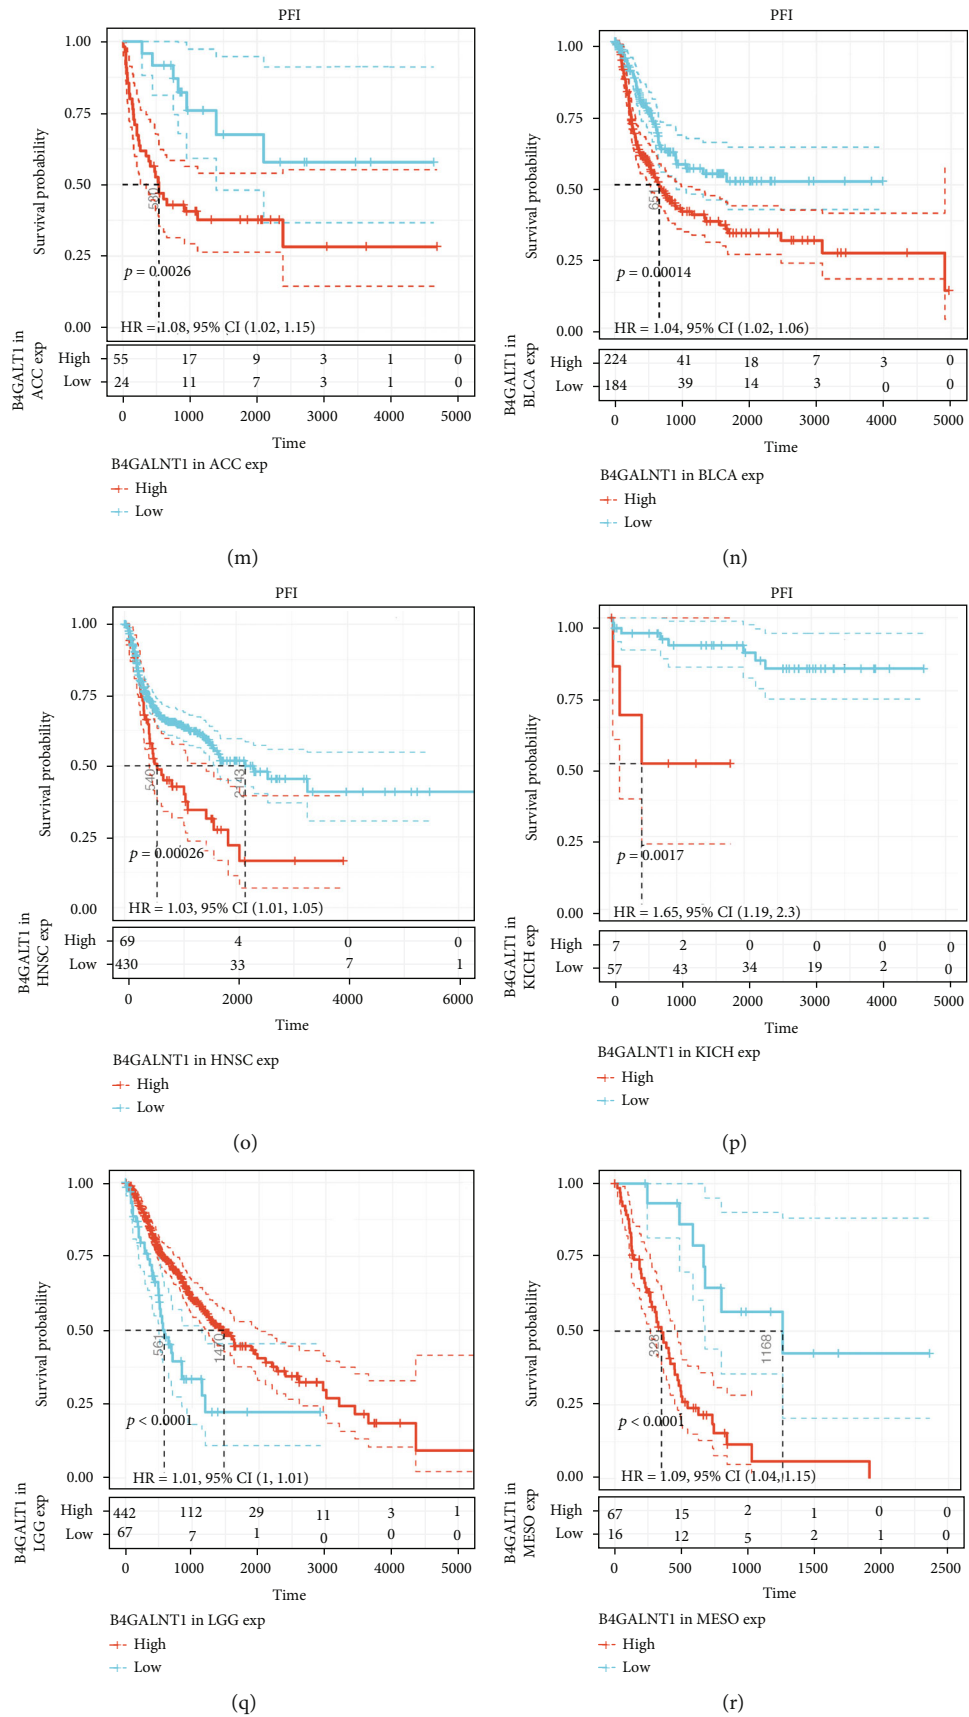 PFI
1.00
0.75
0.50
0.25
0.00
Survival probability
580
p = 0.0026
HR = 1.08, 95% CI (1.02, 1.15)
B4GALT1 in
ACC exp
High 55 17 9 3 1 0
Low 24 11 7 3 1 0
0 1000 2000 3000 4000 5000
Time
B4GALNT1 in ACC exp
High
Low
(m)
PFI
1.00
0.75
0.50
0.25
0.00
Survival probability
651
p = 0.00014
HR = 1.04, 95% CI (1.02, 1.06)
B4GALT1 in
BLCA exp
High 224 41 18 7 3 0
Low 184 39 14 3 0 0
0 1000 2000 3000 4000 5000
Time
B4GALNT1 in BLCA exp
High
Low
(n)
PFI
1.00
0.75
0.50
0.25
0.00
Survival probability
540
2143
p = 0.00026
HR = 1.03, 95% CI (1.01, 1.05)
B4GALT1 in
HNSC exp
High 69 4 0 0
Low 430 33 7 1
0 2000 4000 6000
Time
B4GALNT1 in HNSC exp
High
Low
(o)
PFI
1.00
0.75
0.50
0.25
0.00
Survival probability
p = 0.0017
HR = 1.65, 95% CI (1.19, 2.3)
B4GALT1 in
KICH exp
High 7 2 0 0 0 0
Low 57 43 34 19 2 0
0 1000 2000 3000 4000 5000
Time
B4GALNT1 in KICH exp
High
Low
(p)
1.00
0.75
0.50
0.25
0.00
Survival probability
561
1470
p < 0.0001
HR = 1.01, 95% CI (1, 1.01)
B4GALT1 in
LGG exp
High 442 112 29 11 3 1
Low 67 7 1 0 0 0
0 1000 2000 3000 4000 5000
Time
B4GALNT1 in LGG exp
High
Low
(q)
1.00
0.75
0.50
0.25
0.00
Survival probability
328
1168
p < 0.0001
HR = 1.09, 95% CI (1.04, 1.15)
B4GALT1 in
MESO exp
High 67 15 2 1 0 0
Low 16 12 5 2 1 0
0 500 1000 1500 2000 2500
Time
B4GALNT1 in MESO exp
High
Low
(r)